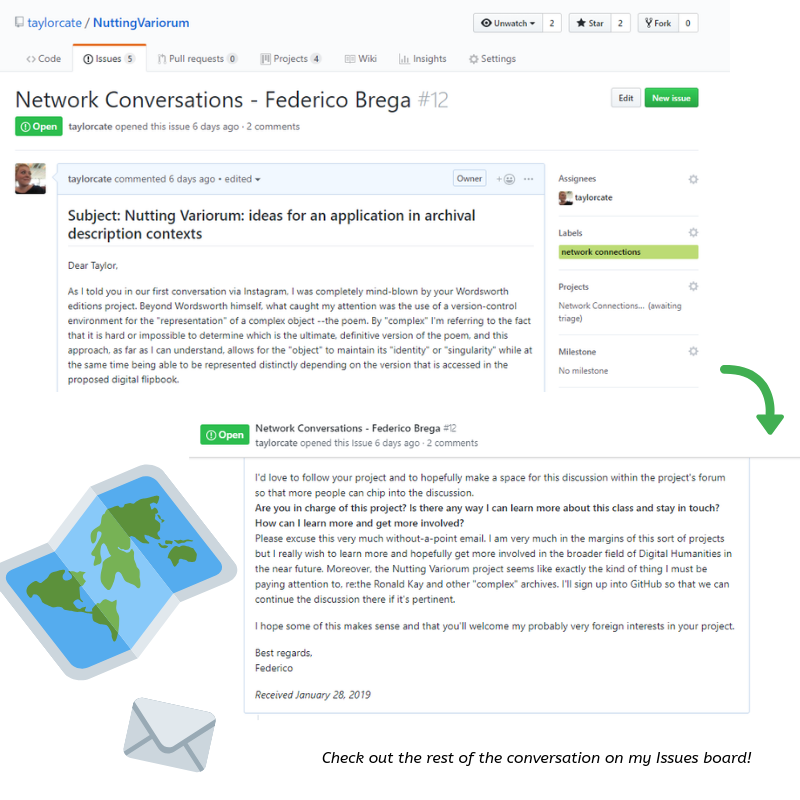 taylorcate / NuttingVariorum
Unwatch 2 Star 2 Fork 0
Code Issues 5 Pull requests 0 Projects 4 Wiki Insights Settings
Network Conversations - Federico Brega #12
Edit New issue
Open taylorcate opened this issue 6 days ago · 2 comments
taylorcate commented 6 days ago • edited
Owner
Subject: Nutting Variorum: ideas for an application in archival
description contexts
Dear Taylor,
As I told you in our first conversation via Instagram, I was completely mind-blown by your Wordsworth
editions project. Beyond Wordsworth himself, what caught my attention was the use of a version-control
environment for the "representation" of a complex object --the poem. By "complex" I'm referring to the fact
that it is hard or impossible to determine which is the ultimate, definitive version of the poem, and this
approach, as far as I can understand, allows for the "object" to maintain its "identity" or "singularity" while at
the same time being able to be represented distinctly depending on the version that is accessed in the
proposed digital flipbook.
Assignees
taylorcate
Labels
network connections
Projects
Network Connections... (awaiting
triage)
Milestone
No milestone
Open
Network Conversations - Federico Brega #12
taylorcate opened this issue 6 days ago · 2 comments
I'd love to follow your project and to hopefully make a space for this discussion within the project's forum
so that more people can chip into the discussion.
Are you in charge of this project? Is there any way I can learn more about this class and stay in touch?
How can I learn more and get more involved?
Please excuse this very much without-a-point email. I am very much in the margins of this sort of projects
but I really wish to learn more and hopefully get more involved in the broader field of Digital Humanities in
the near future. Moreover, the Nutting Variorum project seems like exactly the kind of thing I must be
paying attention to, re:the Ronald Kay and other "complex" archives. I'll sign up into GitHub so that we can
continue the discussion there if it's pertinent.
I hope some of this makes sense and that you'll welcome my probably very foreign interests in your project.
Best regards,
Federico
Received January 28, 2019
Check out the rest of the conversation on my Issues board!